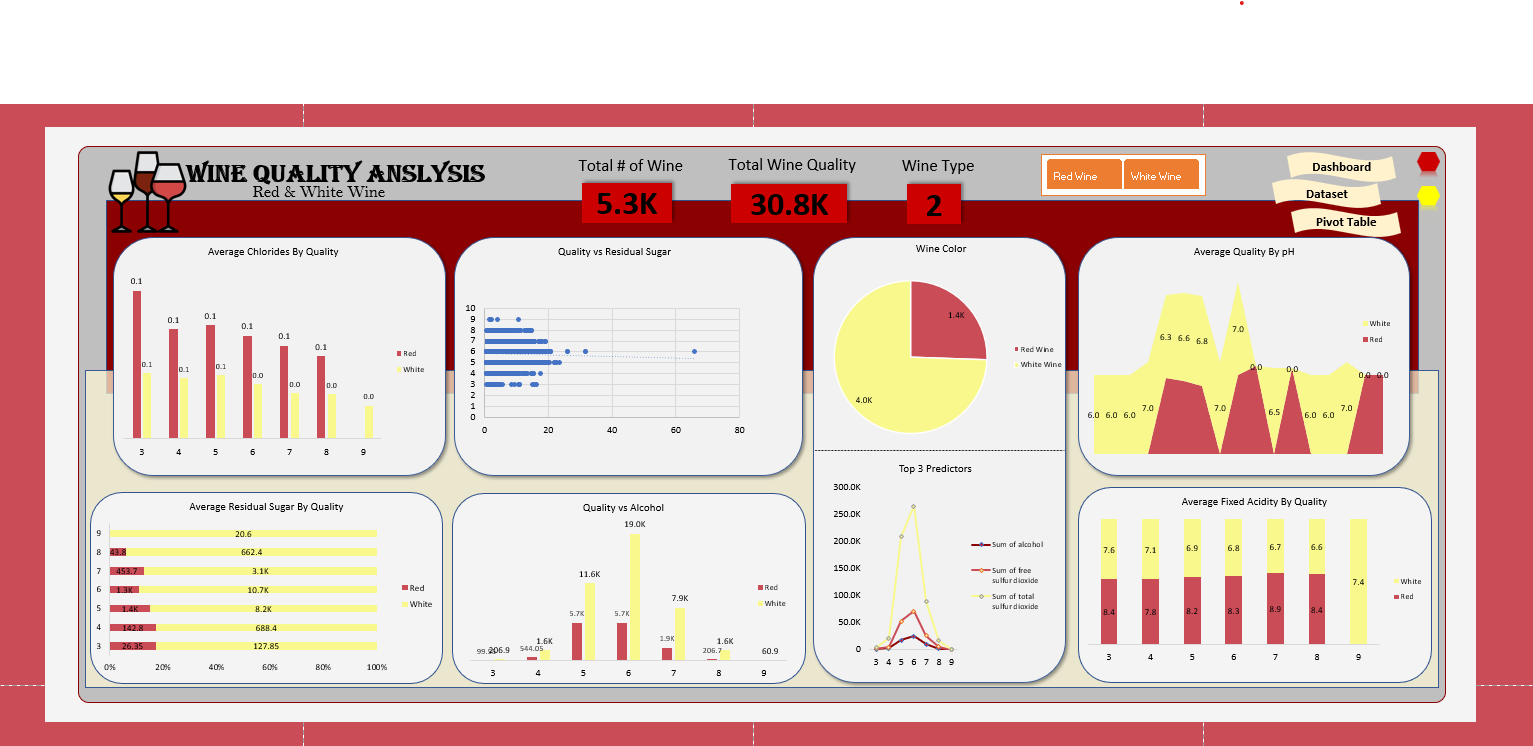 WINE QUALITY ANSLYSIS
Red & White Wine
Total # of Wine
5.3K
Total Wine Quality
30.8K
Wine Type
2
Red Wine
White Wine
Dashboard
Dataset
Pivot Table
Average Chlorides By Quality
0.1
0.1
0.1
0.1
0.1
0.1
0.1
0.1
0.1
0.0
0.0
0.0
0.0
3 4 5 6 7 8 9
Red
White
Quality vs Residual Sugar
10
9
8
7
6
5
4
3
2
1
0
0 20 40 60 80
Wine Color
1.4K
4.0K
Red Wine
White Wine
Average Quality By pH
6.0 6.0 6.0 7.0 6.3 6.6 6.8 7.0 7.0 0.0 6.5 0.0 6.0 6.0 7.0 0.0 0.0
White
Red
Average Residual Sugar By Quality
9 20.6
8 43.8 662.4
7 453.7 3.1K
6 1.3K 10.7K
5 1.4K 8.2K
4 142.8 688.4
3 26.35 127.85
0% 20% 40% 60% 80% 100%
Red
White
Quality vs Alcohol
206.9
544.05 1.6K
5.7K 11.6K
5.7K 19.0K
1.9K 7.9K
206.7 1.6K
60.9
3 4 5 6 7 8 9
Red
White
Top 3 Predictors
300.0K
250.0K
200.0K
150.0K
100.0K
50.0K
0
3 4 5 6 7 8 9
Sum of alcohol
Sum of free
sulfur dioxide
Sum of total
sulfur dioxide
Average Fixed Acidity By Quality
7.6 7.1 6.9 6.8 6.7 6.6 7.4
8.4 7.8 8.2 8.3 8.9 8.4
3 4 5 6 7 8 9
White
Red